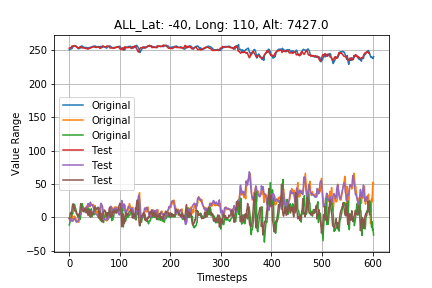 ALL_Lat: -40, Long: 110, Alt: 7427.0
250
200
150
100
50
0
−50
Value Range
Original
Original
Original
Test
Test
Test
0
100
200
300
400
500
600
Timesteps